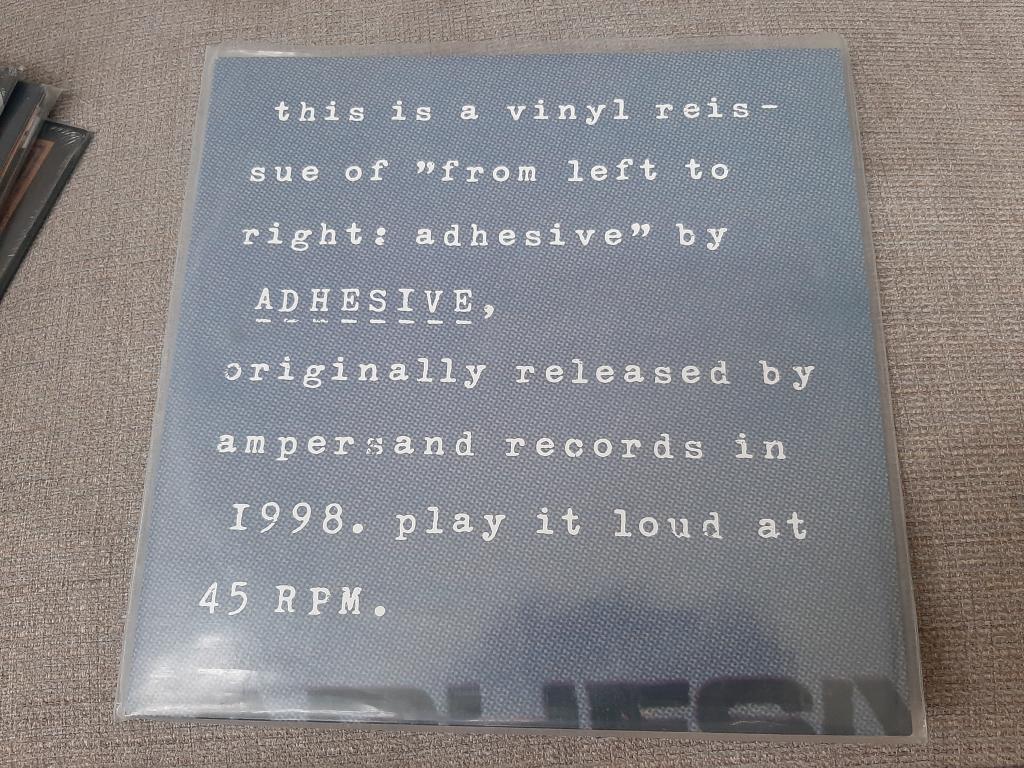 this is a vinyl reis-
sue of ”from left to
right: adhesive” by
ADHESIVE,
originally released by
ampersand records in
1998. play it loud at
45 RPM.